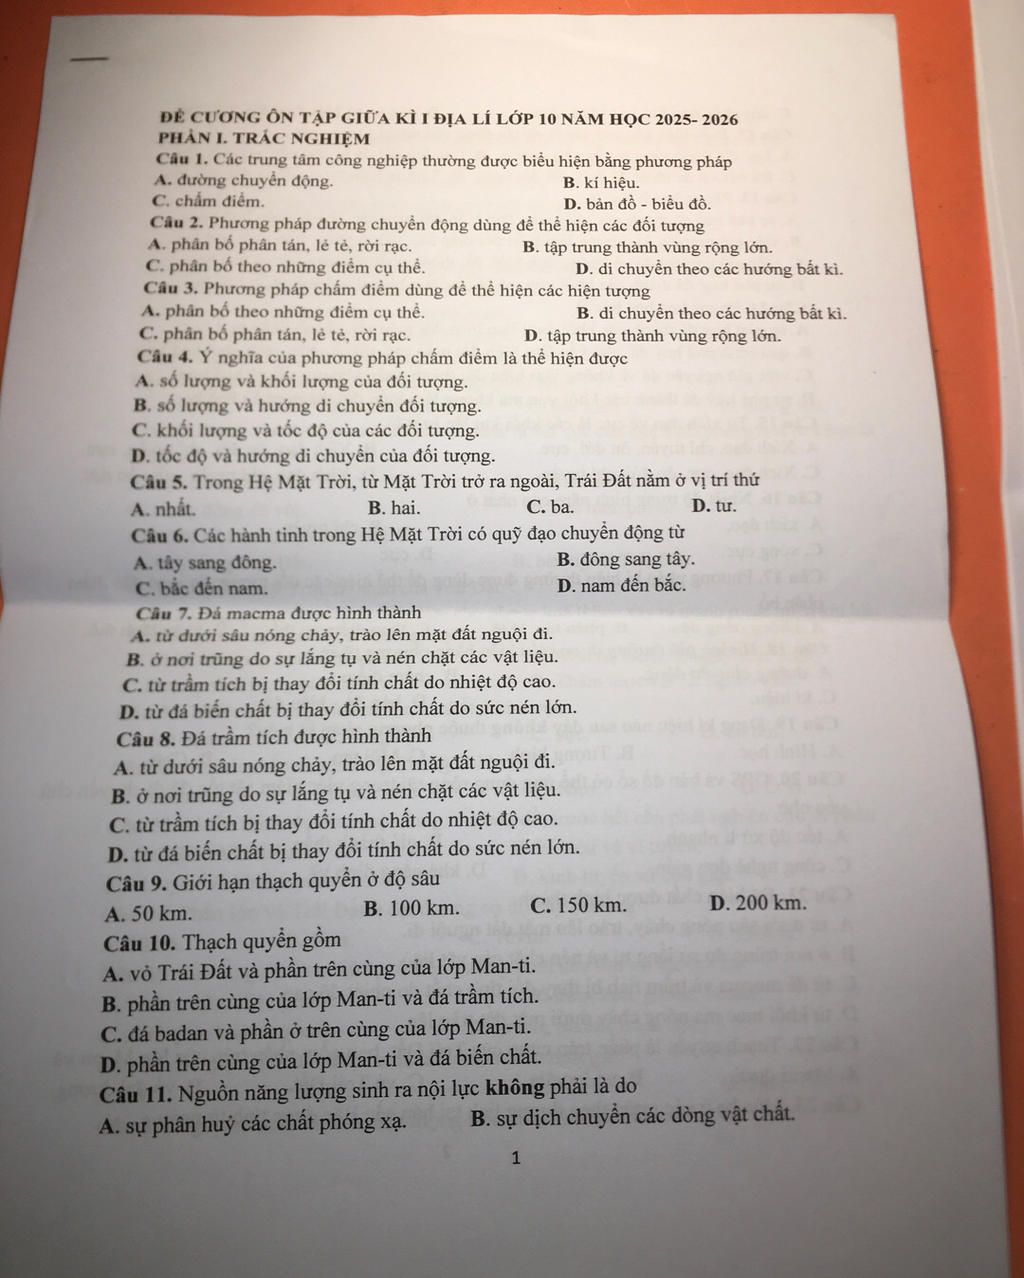 ĐỀ CƯƠNG ÔN TẬP GIỮA KÌ I ĐỊA LÍ LỚP 10 NĂM HỌC 2025- 2026
PHẦN I. TRẮC NGHIỆM
Câu 1. Các trung tâm công nghiệp thường được biểu hiện bằng phương pháp
A. đường chuyển động. B. kí hiệu.
C. chấm điểm. D. bản đồ - biểu đồ.
Câu 2. Phương pháp đường chuyển động dùng để thể hiện các đối tượng
A. phân bố phân tán, lẻ tẻ, rời rạc. B. tập trung thành vùng rộng lớn.
C. phân bố theo những điểm cụ thể. D. di chuyển theo các hướng bất kì.
Câu 3. Phương pháp chấm điểm dùng để thể hiện các hiện tượng
A. phân bố theo những điểm cụ thể. B. di chuyển theo các hướng bất kì.
C. phân bố phân tán, lẻ tẻ, rời rạc. D. tập trung thành vùng rộng lớn.
Câu 4. Ý nghĩa của phương pháp chấm điểm là thể hiện được
A. số lượng và khối lượng của đối tượng.
B. số lượng và hướng di chuyển đối tượng.
C. khối lượng và tốc độ của các đối tượng.
D. tốc độ và hướng di chuyển của đối tượng.
Câu 5. Trong Hệ Mặt Trời, từ Mặt Trời trở ra ngoài, Trái Đất nằm ở vị trí thứ
A. nhất. B. hai. C. ba. D. tư.
Câu 6. Các hành tinh trong Hệ Mặt Trời có quỹ đạo chuyển động từ
A. tây sang đông. B. đông sang tây.
C. bắc đến nam. D. nam đến bắc.
Câu 7. Đá macma được hình thành
A. từ dưới sâu nóng chảy, trào lên mặt đất nguội đi.
B. ở nơi trũng do sự lắng tụ và nén chặt các vật liệu.
C. từ trầm tích bị thay đổi tính chất do nhiệt độ cao.
D. từ đá biến chất bị thay đổi tính chất do sức nén lớn.
Câu 8. Đá trầm tích được hình thành
A. từ dưới sâu nóng chảy, trào lên mặt đất nguội đi.
B. ở nơi trũng do sự lắng tụ và nén chặt các vật liệu.
C. từ trầm tích bị thay đổi tính chất do nhiệt độ cao.
D. từ đá biến chất bị thay đổi tính chất do sức nén lớn.
Câu 9. Giới hạn thạch quyển ở độ sâu
A. 50 km. B. 100 km. C. 150 km. D. 200 km.
Câu 10. Thạch quyển gồm
A. vỏ Trái Đất và phần trên cùng của lớp Man-ti.
B. phần trên cùng của lớp Man-ti và đá trầm tích.
C. đá badan và phần ở trên cùng của lớp Man-ti.
D. phần trên cùng của lớp Man-ti và đá biến chất.
Câu 11. Nguồn năng lượng sinh ra nội lực không phải là do
A. sự phân huỷ các chất phóng xạ. B. sự dịch chuyển các dòng vật chất.
1